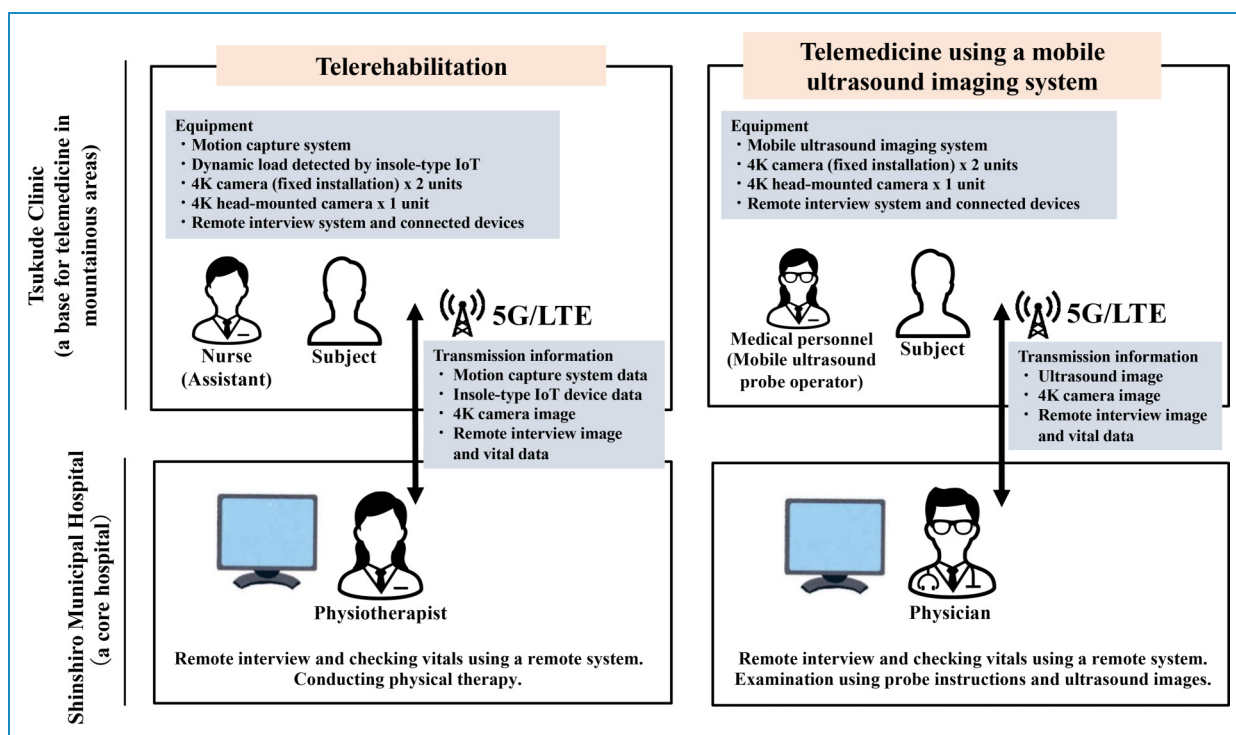 Tsukude Clinic
(a base for telemedicine in
mountainous areas)
Telerehabilitation
Equipment
・Motion capture system
・Dynamic load detected by insole-type IoT
・4K camera (fixed installation) x 2 units
・4K head-mounted camera x 1 unit
・Remote interview system and connected devices
Nurse
(Assistant)
Subject
5G/LTE
Transmission information
・Motion capture system data
・Insole-type IoT device data
・4K camera image
・Remote interview image
and vital data
Telemedicine using a mobile
ultrasound imaging system
Equipment
・Mobile ultrasound imaging system
・4K camera (fixed installation) x 2 units
・4K head-mounted camera x 1 unit
・Remote interview system and connected devices
Medical personnel
(Mobile ultrasound
probe operator)
Subject
5G/LTE
Transmission information
・Ultrasound image
・4K camera image
・Remote interview image
and vital data
Shinshiro Municipal Hospital
（a core hospital）
Physiotherapist
Remote interview and checking vitals using a remote system.
Conducting physical therapy.
Physician
Remote interview and checking vitals using a remote system.
Examination using probe instructions and ultrasound images.